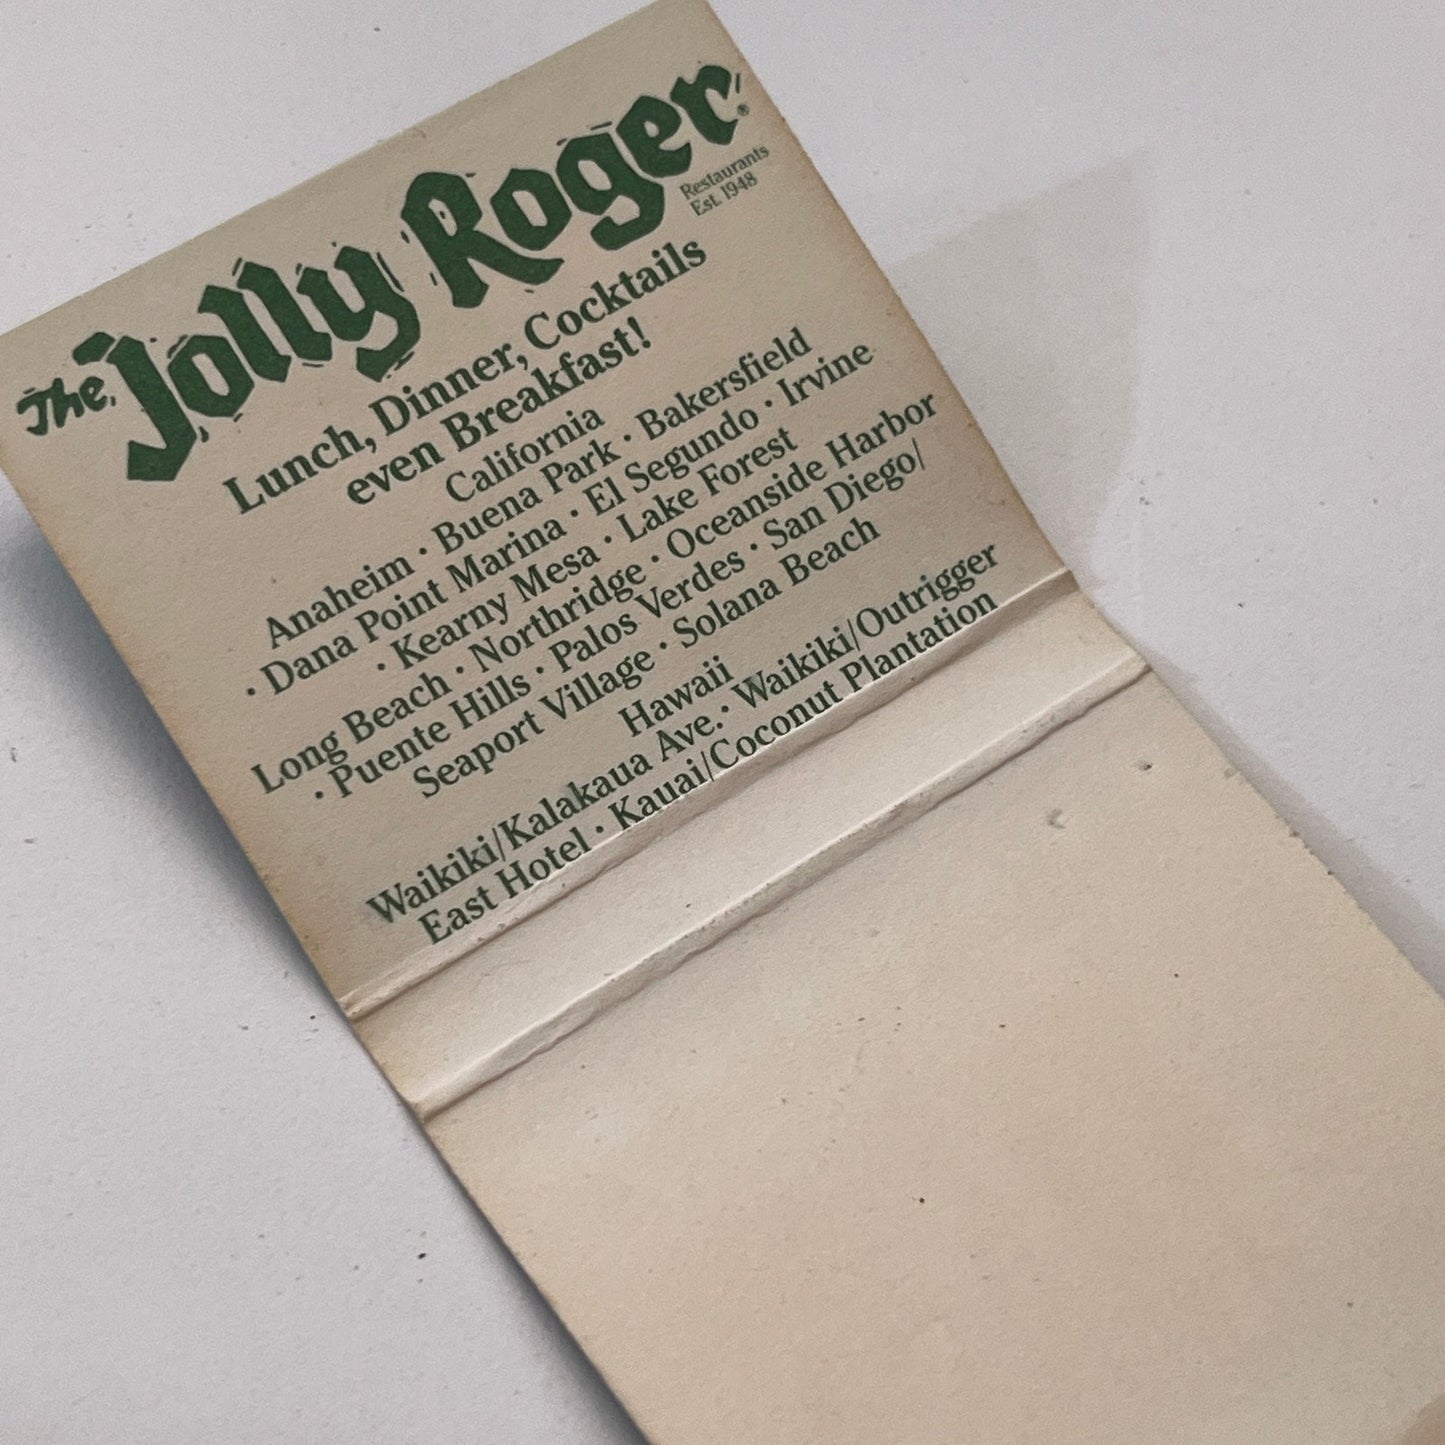 The Jolly Roger®
Restaurants
Est. 1948
Lunch, Dinner, Cocktails
even Breakfast!
California
Anaheim · Buena Park · Bakersfield
· Dana Point Marina · El Segundo · Irvine
· Kearny Mesa · Lake Forest
Long Beach · Northridge · Oceanside Harbor
· Puente Hills · Palos Verdes · San Diego/
Seaport Village · Solana Beach
Hawaii
Waikiki/Kalakaua Ave. · Waikiki/Outrigger
East Hotel · Kauai/Coconut Plantation